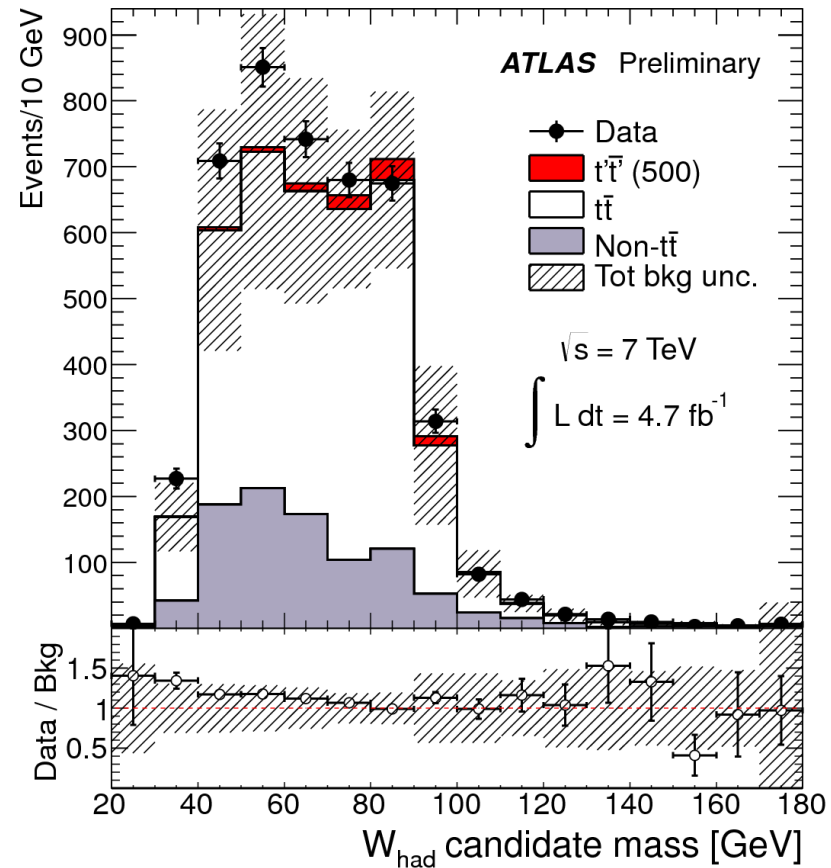 Events/10 GeV
900
800
700
600
500
400
300
200
100
ATLAS Preliminary
Data
t't̅' (500)
tt̅
Non-tt̅
Tot bkg unc.
√s = 7 TeV
∫ L dt = 4.7 fb⁻¹
Data / Bkg
1.5
1
0.5
20 40 60 80 100 120 140 160 180
W_had candidate mass [GeV]